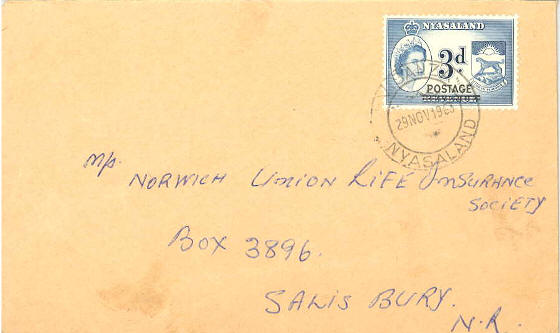 NYASALAND
3d
POSTAGE
29 NOV 1963
NYASALAND
M/s.
NORWICH UNION LIFE INSURANCE
SOCIETY
BOX 3896.
SALIS BURY.
N.R.